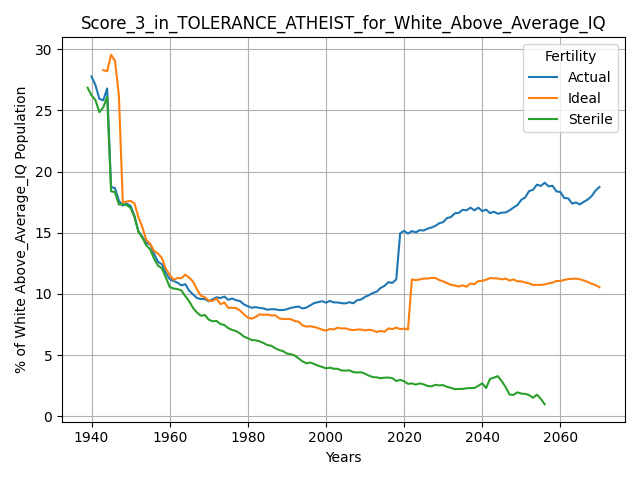 Score_3_in_TOLERANCE_ATHEIST_for_White_Above_Average_IQ
% of White Above_Average_IQ Population
30
25
20
15
10
5
0
Fertility
Actual
Ideal
Sterile
1940 1960 1980 2000 2020 2040 2060
Years